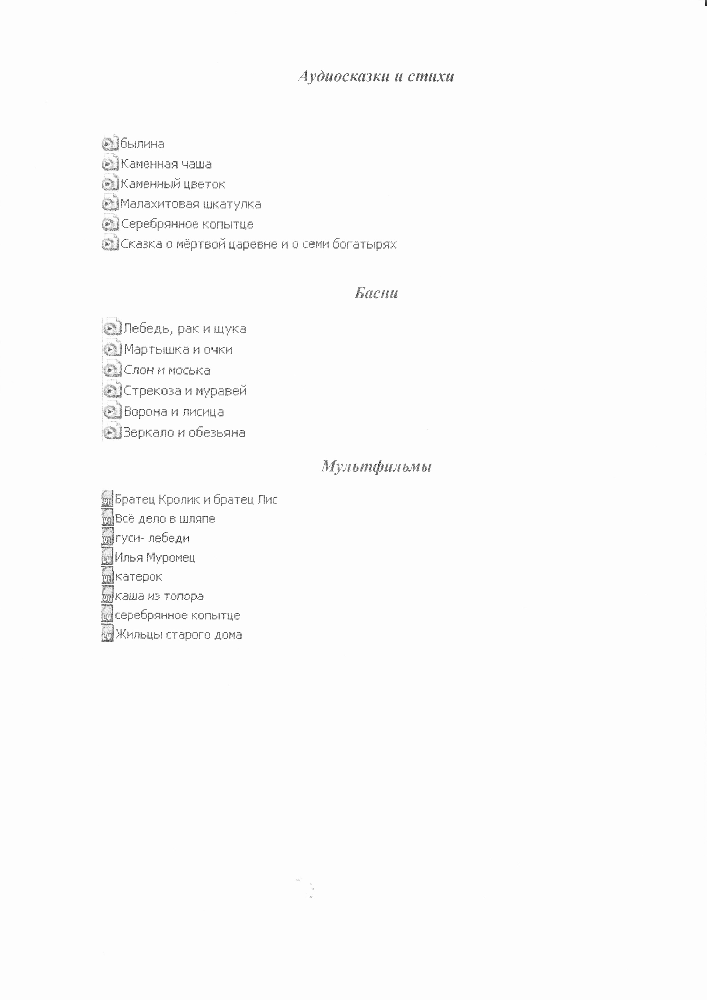 Аудиосказки и стихи
былина
Каменная чаша
Каменный цветок
Малахитовая шкатулка
Серебрянное копытце
Сказка о мёртвой царевне и о семи богатырях
Басни
Лебедь, рак и щука
Мартышка и очки
Слон и моська
Стрекоза и муравей
Ворона и лисица
Зеркало и обезьяна
Мультфильмы
Братец Кролик и братец Лис
Всё дело в шляпе
гуси- лебеди
Илья Муромец
катерок
каша из топора
серебрянное копытце
Жильцы старого дома